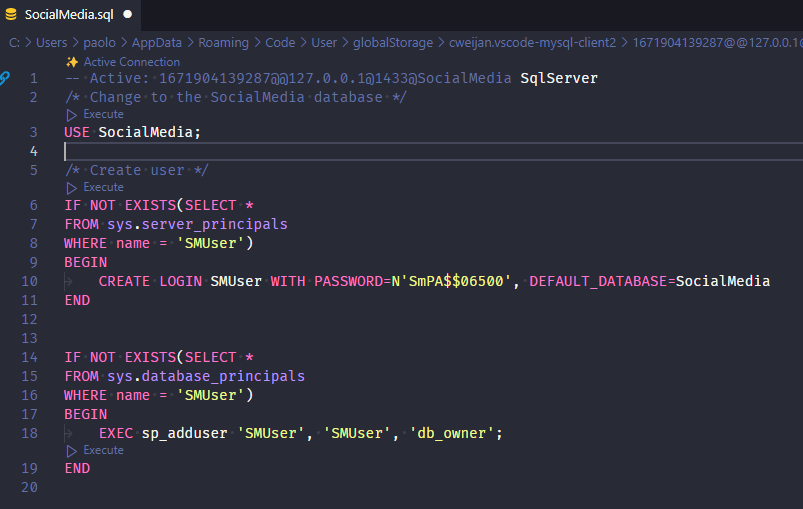 SocialMedia.sql
C: > Users > paolo > AppData > Roaming > Code > User > globalStorage > cweijan.vscode-mysql-client2 > 1671904139287@@127.0.0.1@
Active Connection
1 -- Active: 1671904139287@@127.0.0.1@1433@SocialMedia SqlServer
2 /* Change to the SocialMedia database */
Execute
3 USE SocialMedia;
4
5 /* Create user */
Execute
6 IF NOT EXISTS(SELECT *
7 FROM sys.server_principals
8 WHERE name = 'SMUser')
9 BEGIN
10 CREATE LOGIN SMUser WITH PASSWORD=N'SmPA$$06500', DEFAULT_DATABASE=SocialMedia
11 END
12
13
14 IF NOT EXISTS(SELECT *
15 FROM sys.database_principals
16 WHERE name = 'SMUser')
17 BEGIN
18 EXEC sp_adduser 'SMUser', 'SMUser', 'db_owner';
Execute
19 END
20